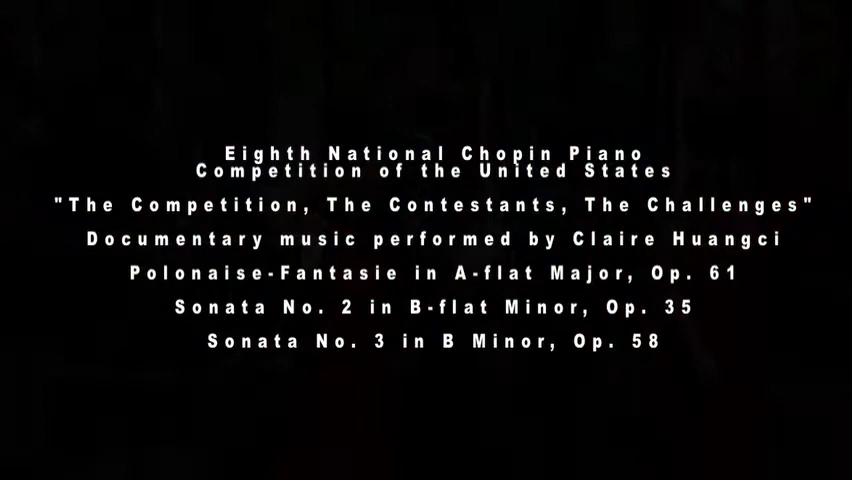 Eighth National Chopin Piano
Competition of the United States
"The Competition, The Contestants, The Challenges"
Documentary music performed by Claire Huangci
Polonaise-Fantasie in A-flat Major, Op. 61
Sonata No. 2 in B-flat Minor, Op. 35
Sonata No. 3 in B Minor, Op. 58